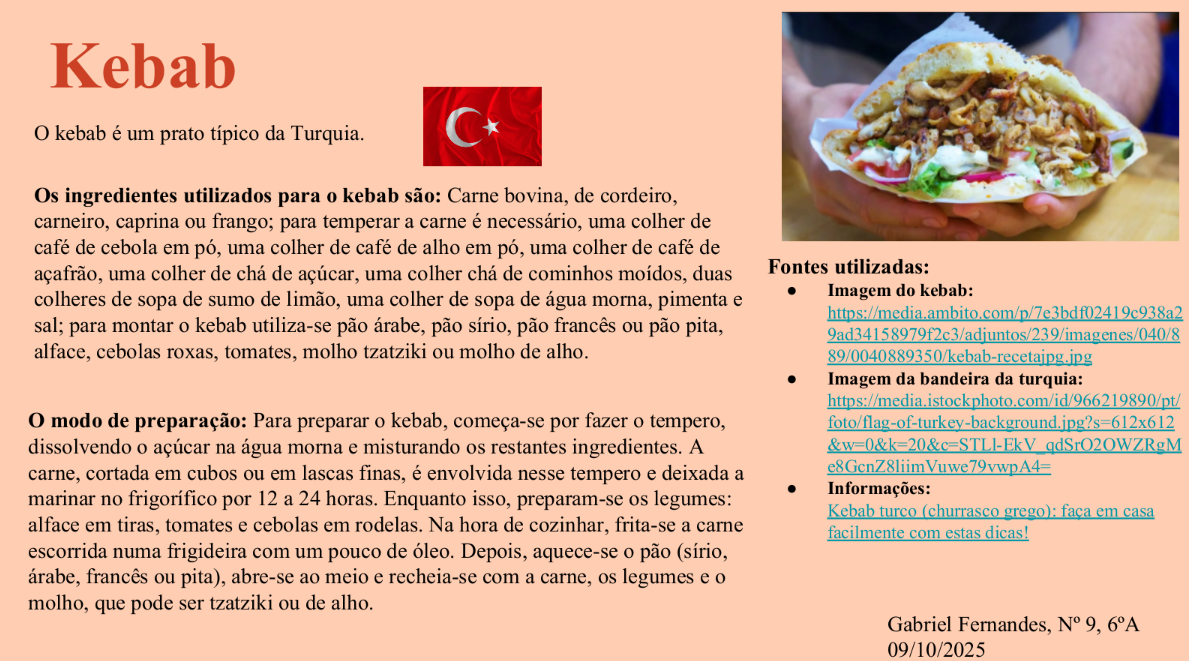 Kebab
O kebab é um prato típico da Turquia.
Os ingredientes utilizados para o kebab são: Carne bovina, de cordeiro,
carneiro, caprina ou frango; para temperar a carne é necessário, uma colher de
café de cebola em pó, uma colher de café de alho em pó, uma colher de café de
açafrão, uma colher de chá de açúcar, uma colher chá de cominhos moídos, duas
colheres de sopa de sumo de limão, uma colher de sopa de água morna, pimenta e
sal; para montar o kebab utiliza-se pão árabe, pão sírio, pão francês ou pão pita,
alface, cebolas roxas, tomates, molho tzatziki ou molho de alho.
O modo de preparação: Para preparar o kebab, começa-se por fazer o tempero,
dissolvendo o açúcar na água morna e misturando os restantes ingredientes. A
carne, cortada em cubos ou em lascas finas, é envolvida nesse tempero e deixada a
marinar no frigorífico por 12 a 24 horas. Enquanto isso, preparam-se os legumes:
alface em tiras, tomates e cebolas em rodelas. Na hora de cozinhar, frita-se a carne
escorrida numa frigideira com um pouco de óleo. Depois, aquece-se o pão (sírio,
árabe, francês ou pita), abre-se ao meio e recheia-se com a carne, os legumes e o
molho, que pode ser tzatziki ou de alho.
Fontes utilizadas:
● Imagem do kebab:
https://media.ambito.com/p/7e3bdf02419c938a2
9ad34158979f2c3/adjuntos/239/imagenes/040/8
89/0040889350/kebab-recetajpg.jpg
● Imagem da bandeira da turquia:
https://media.istockphoto.com/id/966219890/pt/
foto/flag-of-turkey-background.jpg?s=612x612
&w=0&k=20&c=STLl-EkV_qdSrO2OWZRgM
e8GcnZ8liimVuwe79vwpA4=
● Informações:
Kebab turco (churrasco grego): faça em casa
facilmente com estas dicas!
Gabriel Fernandes, Nº 9, 6ºA
09/10/2025